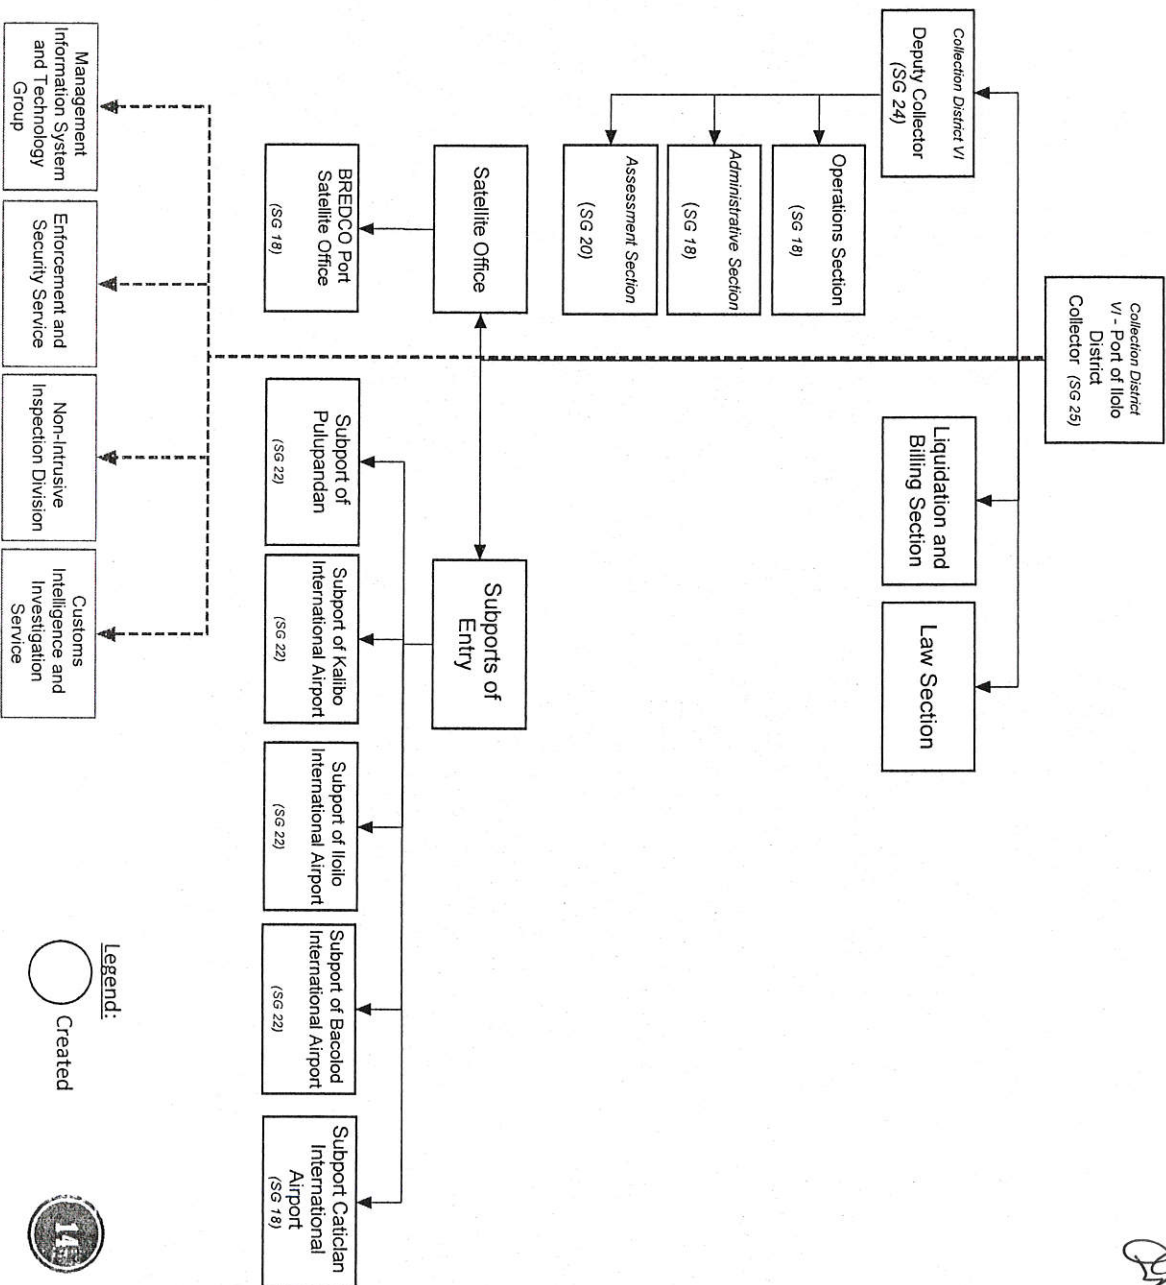 Collection District
VI - Port of Iloilo
District
Collector (SG 25)
Collection District VI
Deputy Collector
(SG 24)
Liquidation and
Billing Section
Law Section
Operations Section
(SG 18)
Administrative Section
(SG 18)
Assessment Section
(SG 20)
Satellite Office
Subports of
Entry
BREDCO Port
Satellite Office
(SG 18)
Subport of
Pulupandan
(SG 22)
Subport of Kalibo
International Airport
(SG 22)
Subport of Iloilo
International Airport
(SG 22)
Subport of Bacolod
International Airport
(SG 22)
Subport Caticlan
International
Airport
(SG 18)
Management
Information System
and Technology
Group
Enforcement and
Security Service
Non-Intrusive
Inspection Division
Customs
Intelligence and
Investigation
Service
Legend:
Created
14